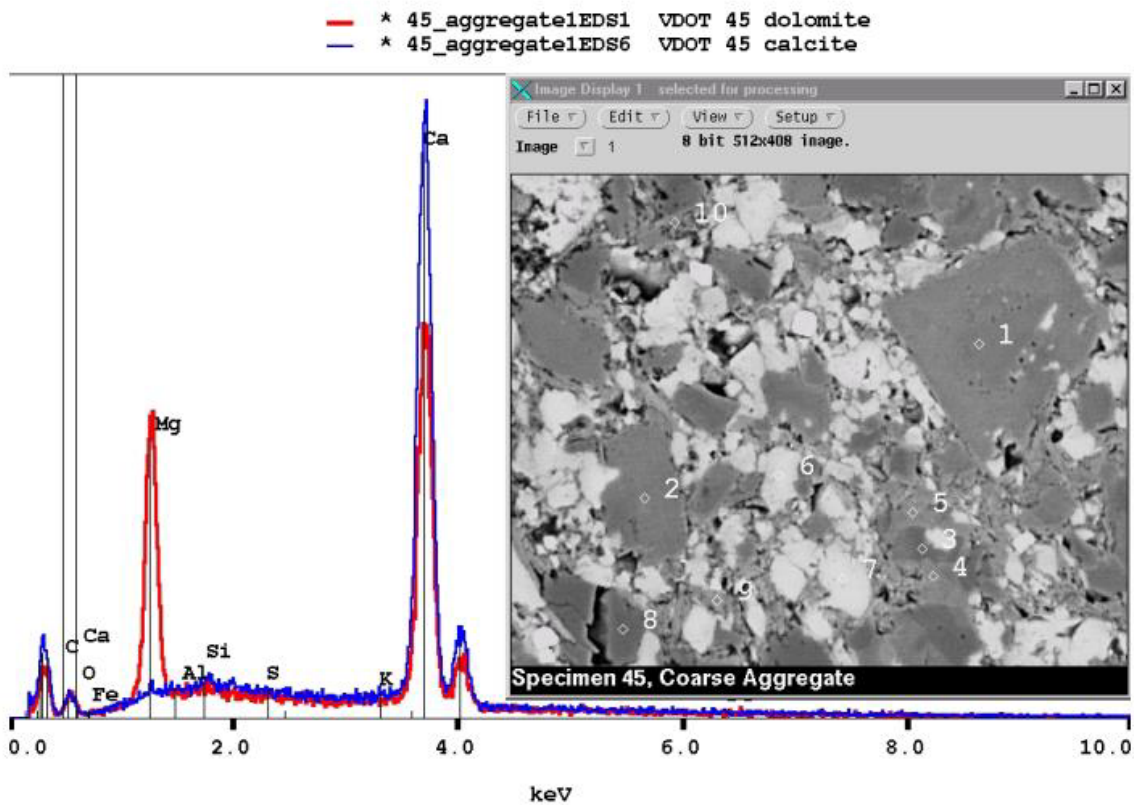 * 45_aggregate1EDS1 VDOT 45 dolomite
* 45_aggregate1EDS6 VDOT 45 calcite
Image Display 1 selected for processing
File Edit View Setup
Image 1 8 bit 512x408 image.
Ca
Mg
C
Ca
O
Fe
Al
Si
S
K
10
1
6
2
5
3
7
4
9
8
Specimen 45, Coarse Aggregate
0.0 2.0 4.0 6.0 8.0 10.0
keV